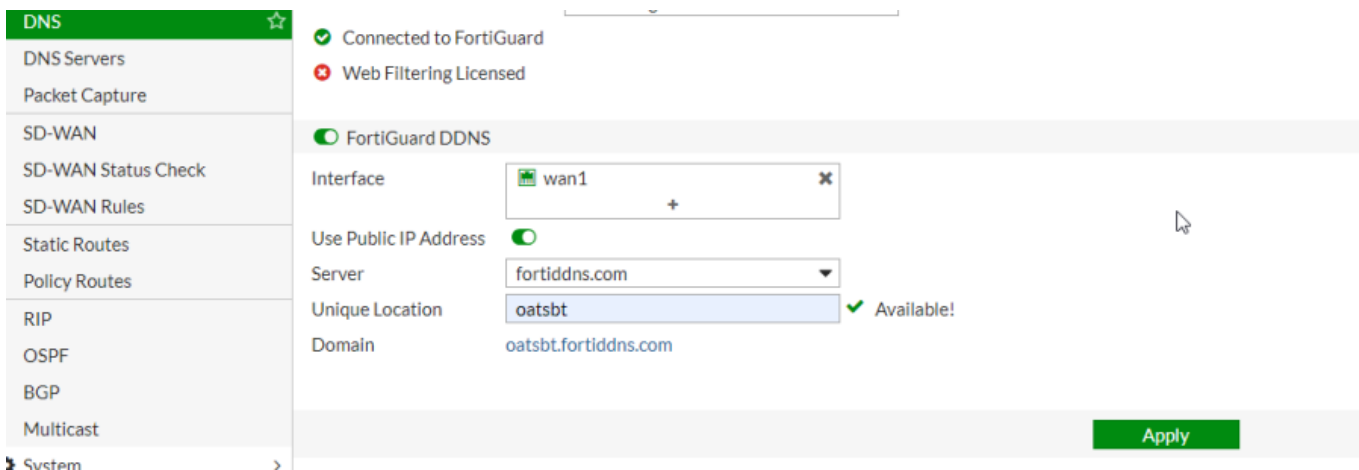 DNS
DNS Servers
Packet Capture
SD-WAN
SD-WAN Status Check
SD-WAN Rules
Static Routes
Policy Routes
RIP
OSPF
BGP
Multicast
System
Connected to FortiGuard
Web Filtering Licensed
FortiGuard DDNS
Interface wan1
Use Public IP Address
Server fortiddns.com
Unique Location oatsbt Available!
Domain oatsbt.fortiddns.com
Apply